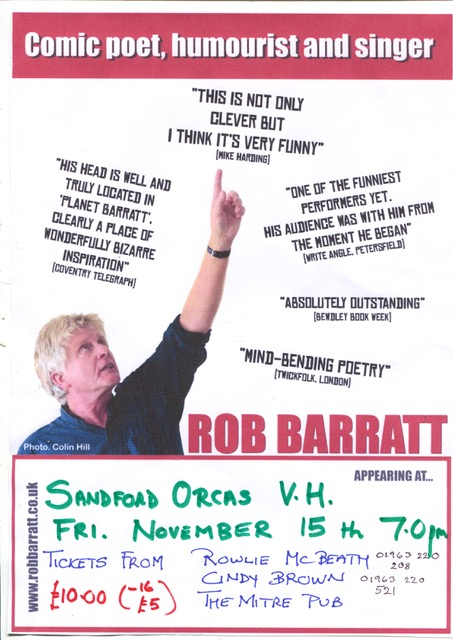 Comic poet, humourist and singer
"THIS IS NOT ONLY
CLEVER BUT
I THINK IT'S VERY FUNNY"
[MIKE HARDING]
"HIS HEAD IS WELL AND
TRULY LOCATED IN
'PLANET BARRATT',
CLEARLY A PLACE OF
WONDERFULLY BIZARRE
INSPIRATION"
[COVENTRY TELEGRAPH]
"ONE OF THE FUNNIEST
PERFORMERS YET.
HIS AUDIENCE WAS WITH HIM FROM
THE MOMENT HE BEGAN"
[WRITE ANGLE, PETERSFIELD]
"ABSOLUTELY OUTSTANDING"
[BEWDLEY BOOK WEEK]
"MIND-BENDING POETRY"
[TWICKFOLK, LONDON]
Photo. Colin Hill
ROB BARRATT
APPEARING AT...
www.robbarratt.co.uk
SANDFORD ORCAS V.H.
FRI. NOVEMBER 15th 7.0pm
TICKETS FROM ROWLIE McBEATH 01963 220
208
CINDY BROWN 01963 220
521
£10.00 (-16 £5) THE MITRE PUB